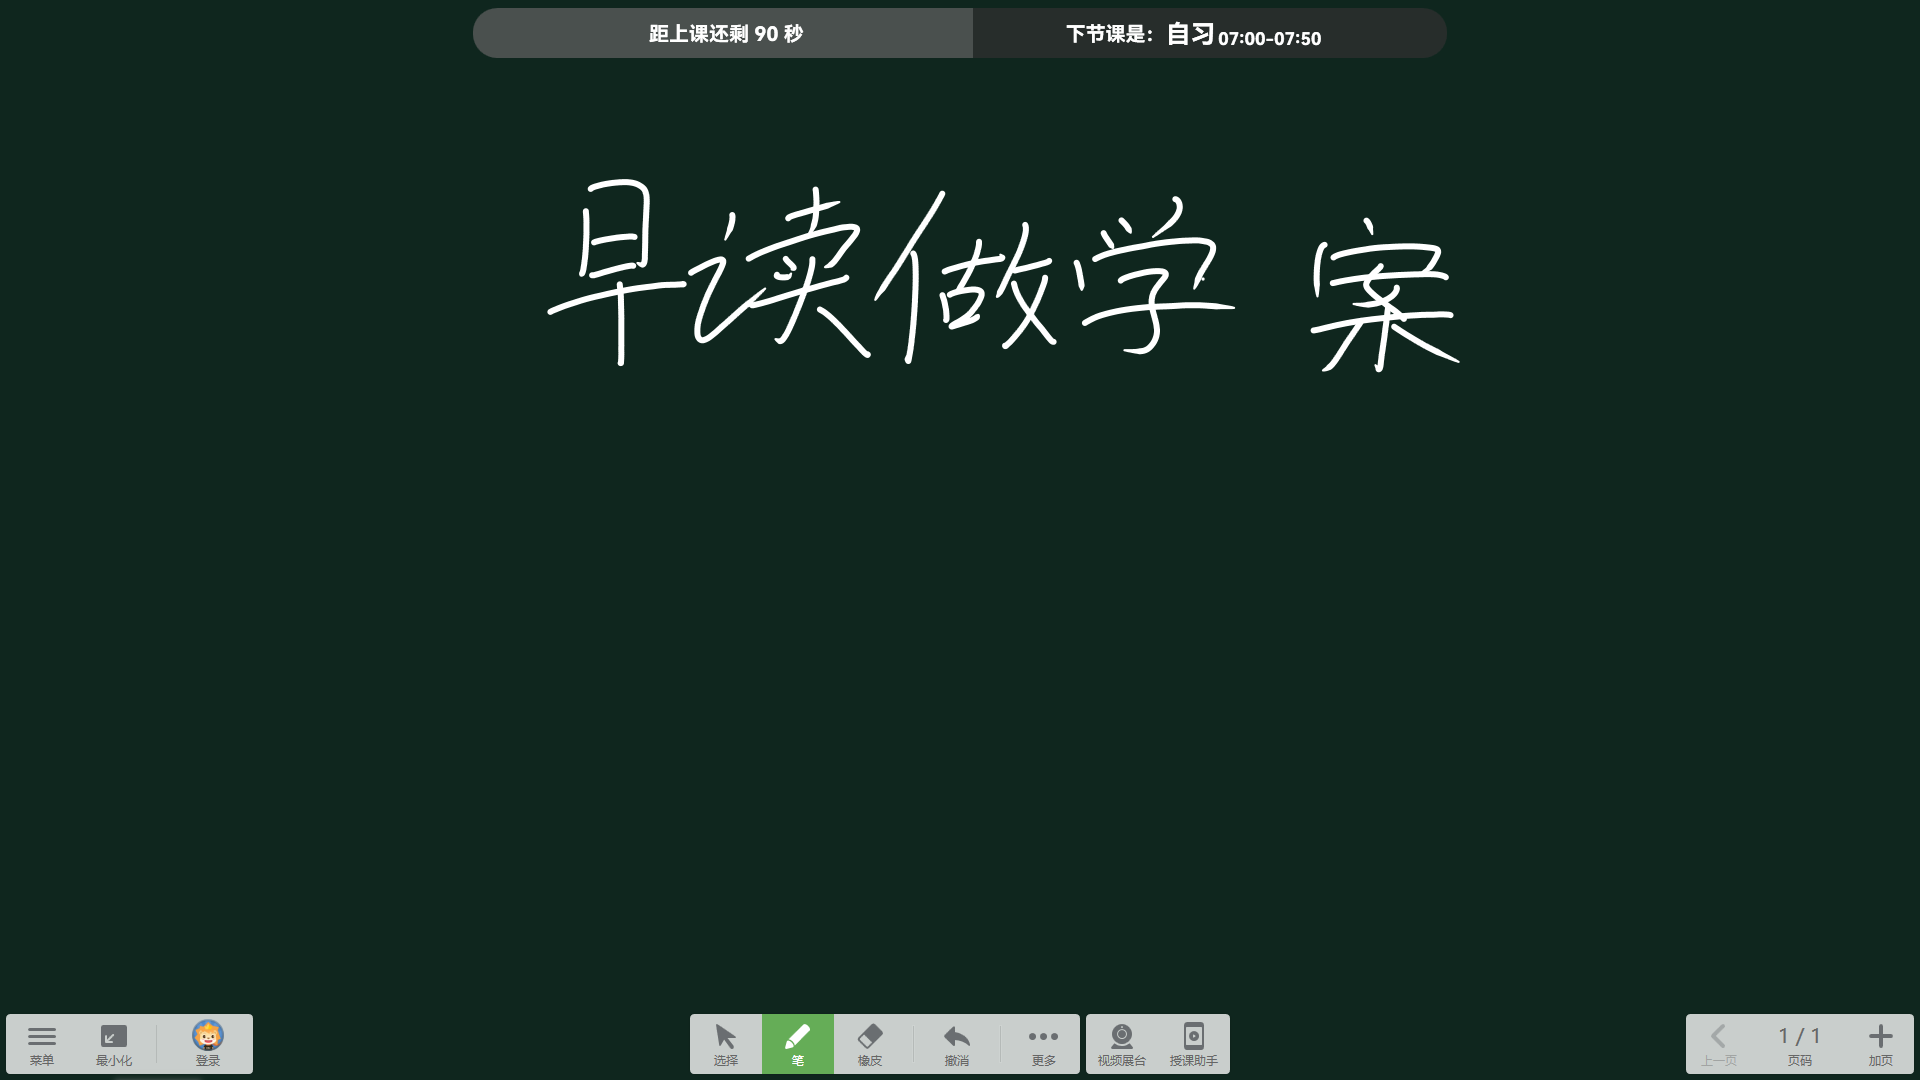 距上课还剩 90 秒 下节课是：自习 07:00-07:50
早读做学案
菜单 最小化 登录 选择 笔 橡皮 撤消 更多 视频展台 授课助手 上一页 1 / 1 页码 加页